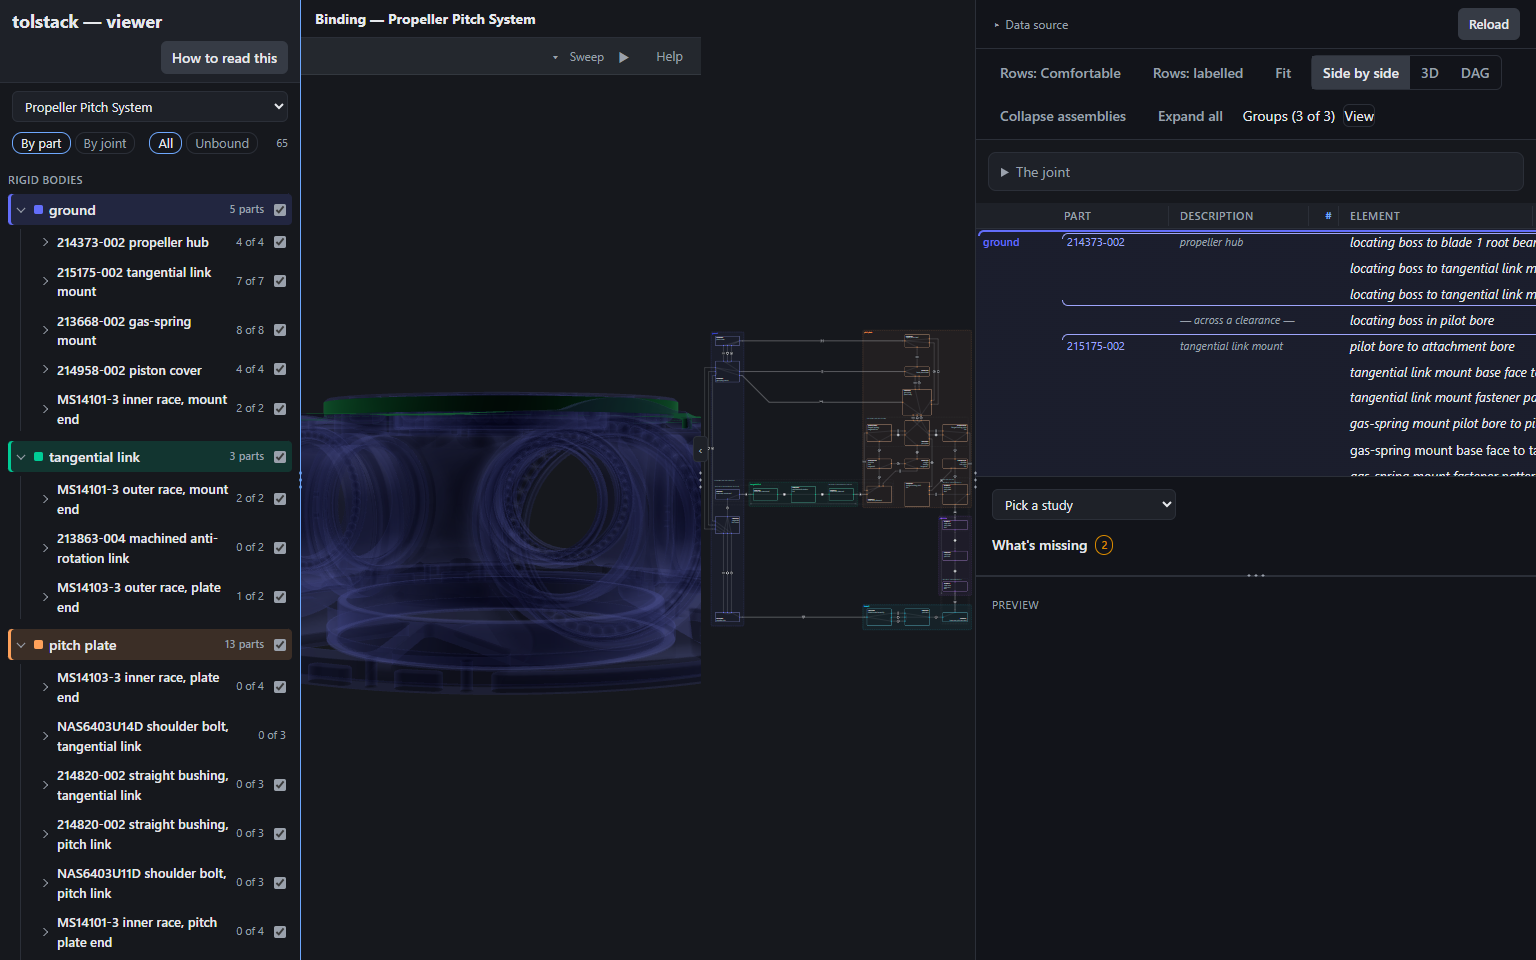 tolstack — viewer
How to read this
Propeller Pitch System
By part
By joint
All
Unbound
65
RIGID BODIES
ground
5 parts
214373-002 propeller hub
4 of 4
215175-002 tangential link
mount
7 of 7
213668-002 gas-spring
mount
8 of 8
214958-002 piston cover
4 of 4
MS14101-3 inner race, mount
end
2 of 2
tangential link
3 parts
MS14101-3 outer race, mount
end
2 of 2
213863-004 machined anti-
rotation link
0 of 2
MS14103-3 outer race, plate
end
1 of 2
pitch plate
13 parts
MS14103-3 inner race, plate
end
0 of 4
NAS6403U14D shoulder bolt,
tangential link
0 of 3
214820-002 straight bushing,
tangential link
0 of 3
214820-002 straight bushing,
pitch link
0 of 3
NAS6403U11D shoulder bolt,
pitch link
0 of 3
MS14101-3 inner race, pitch
plate end
0 of 4
Binding — Propeller Pitch System
Sweep
Help
Data source
Reload
Rows: Comfortable
Rows: labelled
Fit
Side by side
3D
DAG
Collapse assemblies
Expand all
Groups (3 of 3)
View
The joint
PART
DESCRIPTION
#
ELEMENT
ground
214373-002
propeller hub
locating boss to blade 1 root bear
locating boss to tangential link m
locating boss to tangential link m
— across a clearance —
locating boss in pilot bore
215175-002
tangential link mount
pilot bore to attachment bore
tangential link mount base face to
tangential link mount fastener pa
gas-spring mount pilot bore to pi
gas-spring mount base face to ta
gas-spring mount fastener patter
Pick a study
What's missing
2
PREVIEW